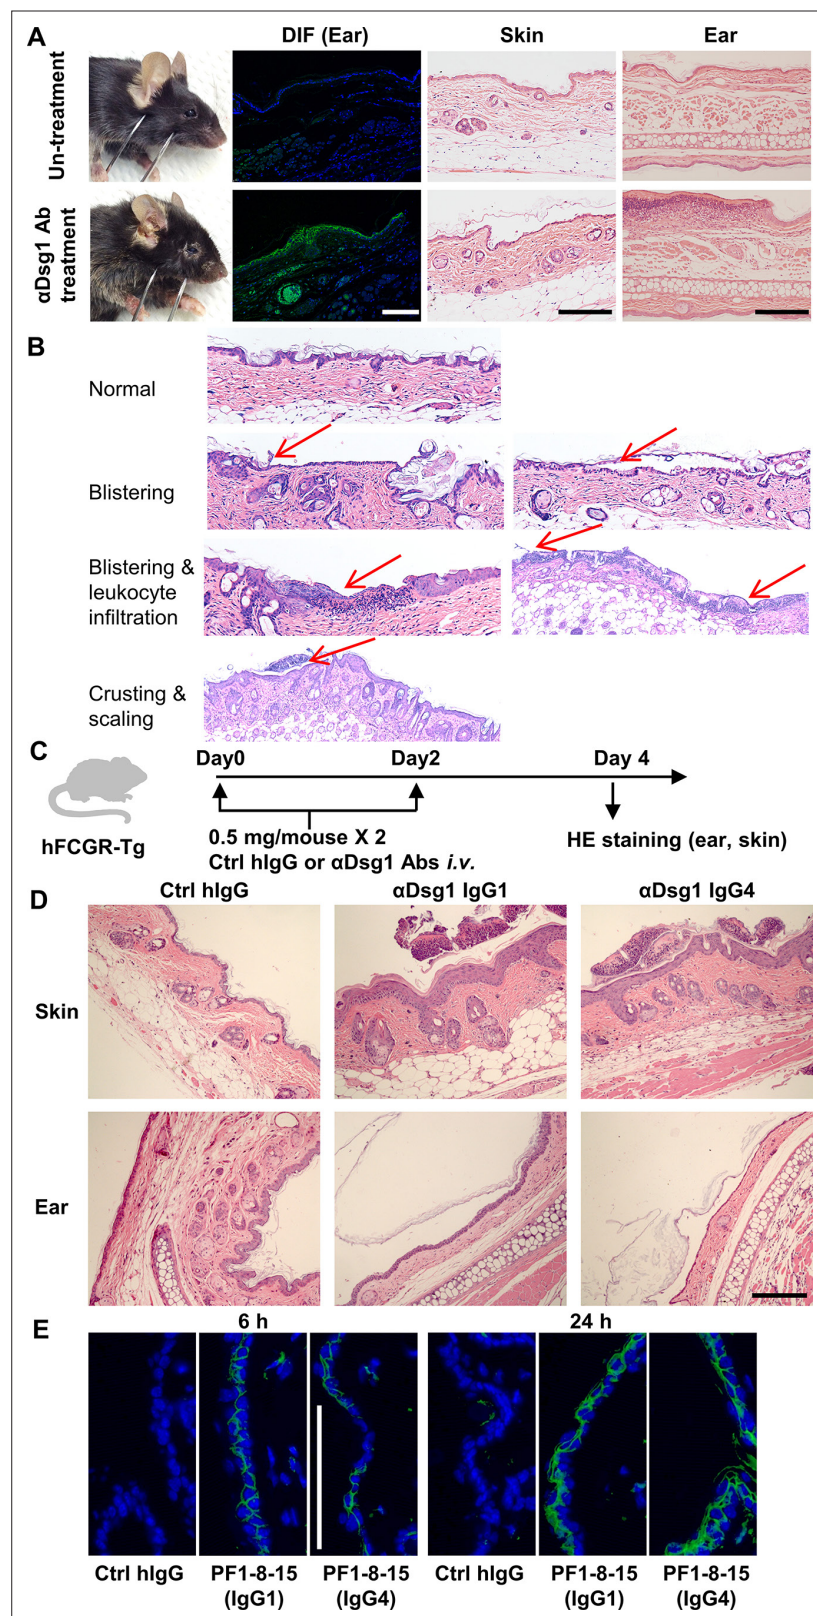 A
DIF (Ear)
Skin
Ear
Un-treatment
αDsg1 Ab
treatment
B
Normal
Blistering
Blistering &
leukocyte
infiltration
Crusting &
scaling
C
Day0
Day2
Day 4
hFCGR-Tg
0.5 mg/mouse X 2
Ctrl hIgG or αDsg1 Abs i.v.
HE staining (ear, skin)
D
Ctrl hIgG
αDsg1 IgG1
αDsg1 IgG4
Skin
Ear
E
6 h
24 h
Ctrl hIgG
PF1-8-15
(IgG1)
PF1-8-15
(IgG4)
Ctrl hIgG
PF1-8-15
(IgG1)
PF1-8-15
(IgG4)